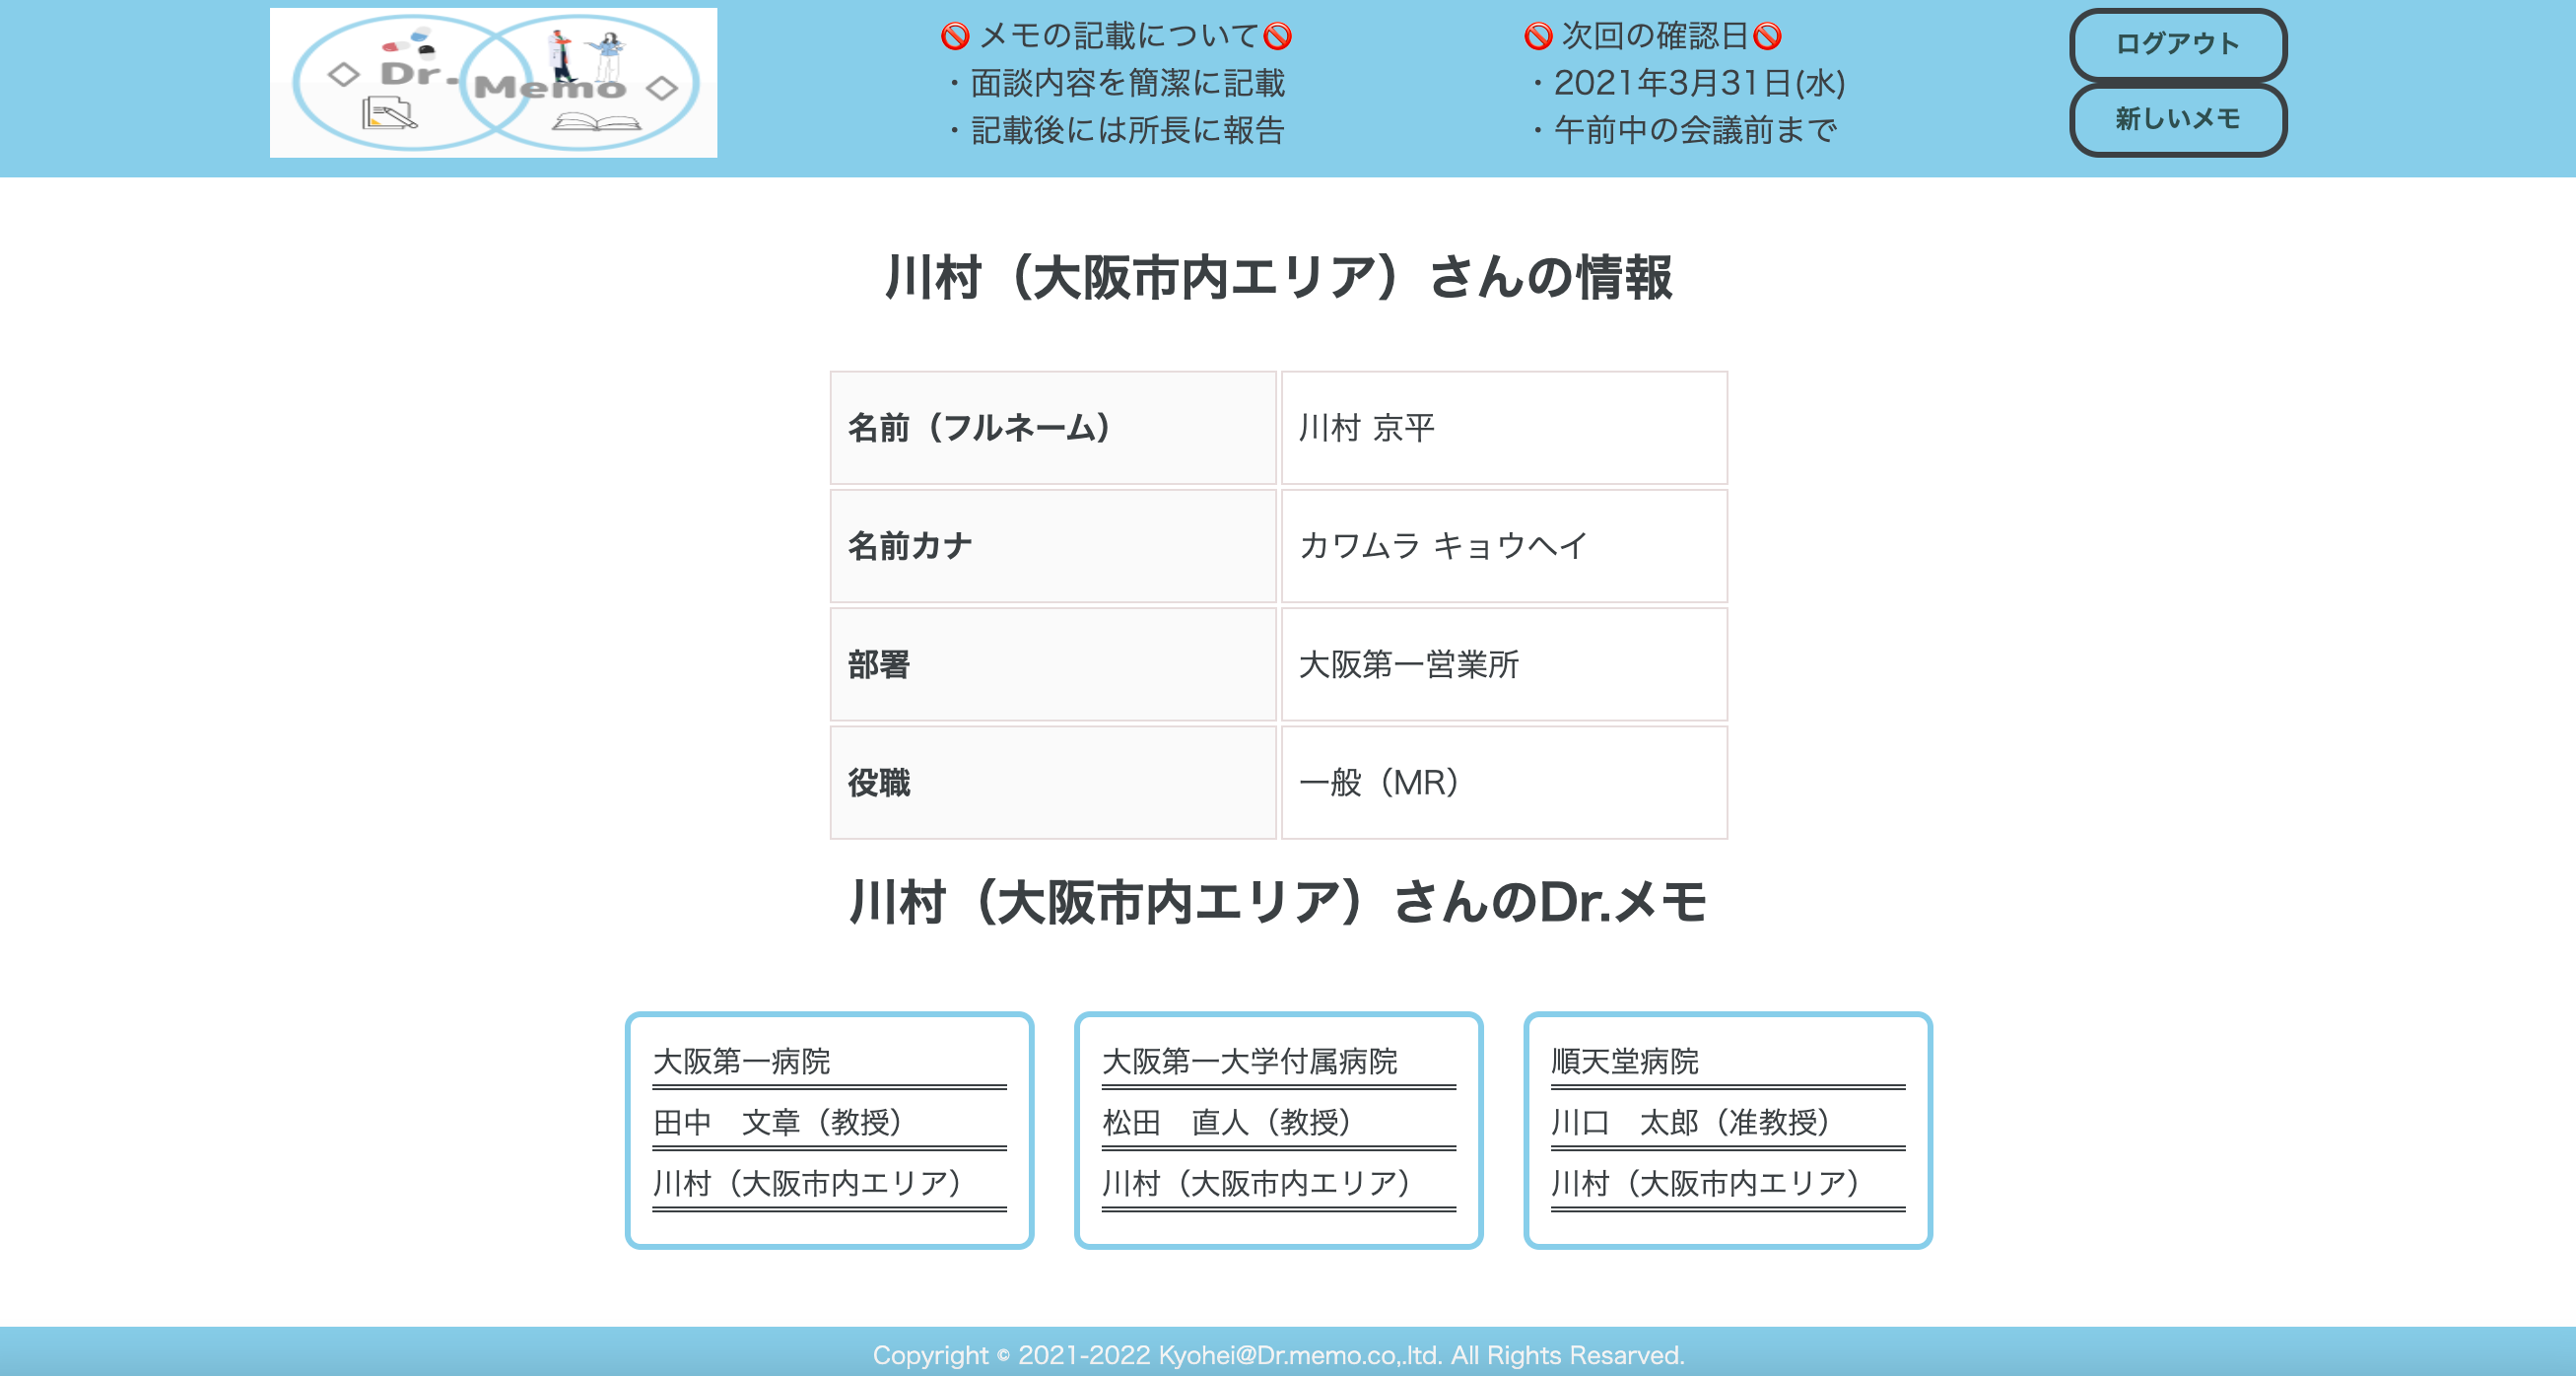 Dr. Memo
🚫 メモの記載について🚫
・面談内容を簡潔に記載
・記載後には所長に報告
🚫 次回の確認日🚫
・2021年3月31日(水)
・午前中の会議前まで
ログアウト
新しいメモ
川村（大阪市内エリア）さんの情報
名前（フルネーム） 川村 京平
名前カナ カワムラ キョウヘイ
部署 大阪第一営業所
役職 一般（MR）
川村（大阪市内エリア）さんのDr.メモ
大阪第一病院
田中　文章（教授）
川村（大阪市内エリア）
大阪第一大学付属病院
松田　直人（教授）
川村（大阪市内エリア）
順天堂病院
川口　太郎（准教授）
川村（大阪市内エリア）
Copyright © 2021-2022 Kyohei@Dr.memo.co,.ltd. All Rights Resarved.